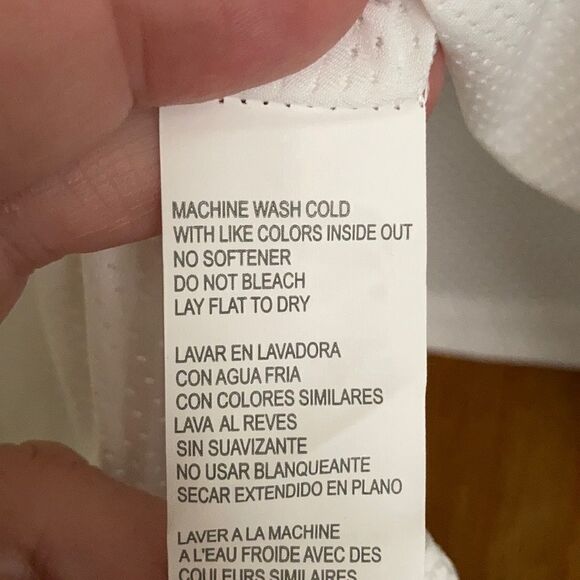 MACHINE WASH COLD
WITH LIKE COLORS INSIDE OUT
NO SOFTENER
DO NOT BLEACH
LAY FLAT TO DRY
LAVAR EN LAVADORA
CON AGUA FRIA
CON COLORES SIMILARES
LAVA AL REVES
SIN SUAVIZANTE
NO USAR BLANQUEANTE
SECAR EXTENDIDO EN PLANO
LAVER A LA MACHINE
A L'EAU FROIDE AVEC DES
COULEURS SIMILAIRES